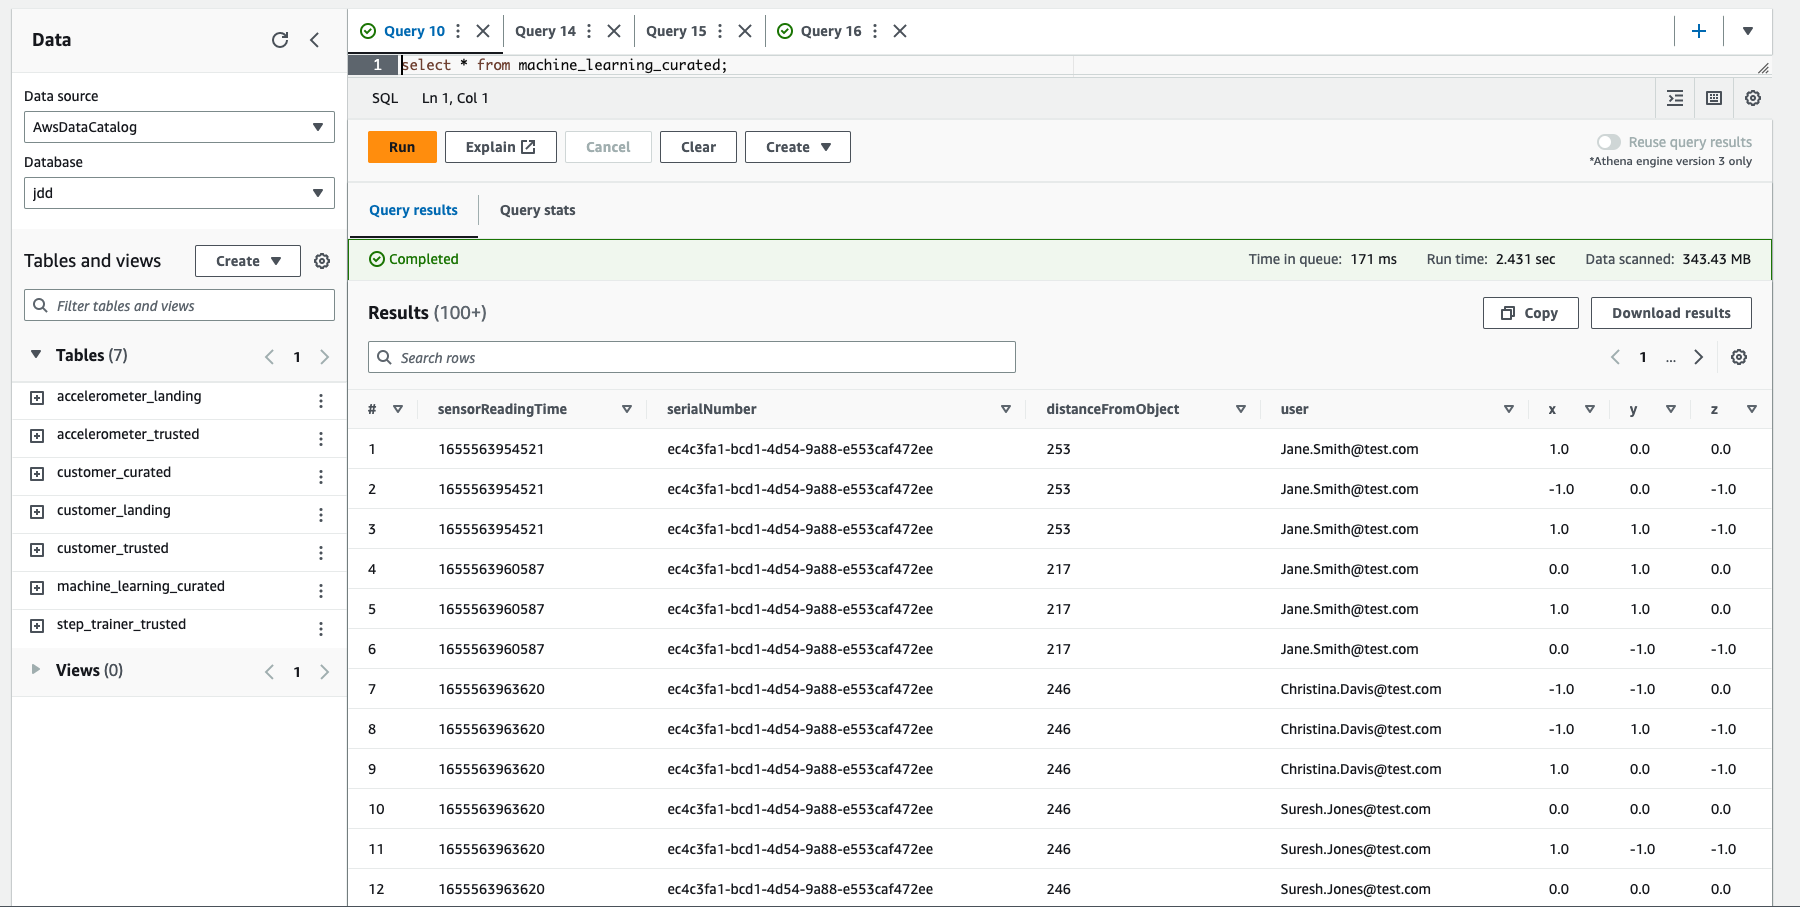 Data
Data source
AwsDataCatalog
Database
jdd
Tables and views
Create
Filter tables and views
Tables (7)
1
accelerometer_landing
accelerometer_trusted
customer_curated
customer_landing
customer_trusted
machine_learning_curated
step_trainer_trusted
Views (0)
1
Query 10
Query 14
Query 15
Query 16
1 select * from machine_learning_curated;
SQL Ln 1, Col 1
Run Explain Cancel Clear Create
Reuse query results
*Athena engine version 3 only
Query results Query stats
Completed Time in queue: 171 ms Run time: 2.431 sec Data scanned: 343.43 MB
Results (100+) Copy Download results
Search rows 1 ...
# sensorReadingTime serialNumber distanceFromObject user x y z
1 1655563954521 ec4c3fa1-bcd1-4d54-9a88-e553caf472ee 253 Jane.Smith@test.com 1.0 0.0 0.0
2 1655563954521 ec4c3fa1-bcd1-4d54-9a88-e553caf472ee 253 Jane.Smith@test.com -1.0 0.0 -1.0
3 1655563954521 ec4c3fa1-bcd1-4d54-9a88-e553caf472ee 253 Jane.Smith@test.com 1.0 1.0 -1.0
4 1655563960587 ec4c3fa1-bcd1-4d54-9a88-e553caf472ee 217 Jane.Smith@test.com 0.0 1.0 0.0
5 1655563960587 ec4c3fa1-bcd1-4d54-9a88-e553caf472ee 217 Jane.Smith@test.com 1.0 1.0 0.0
6 1655563960587 ec4c3fa1-bcd1-4d54-9a88-e553caf472ee 217 Jane.Smith@test.com 0.0 -1.0 -1.0
7 1655563963620 ec4c3fa1-bcd1-4d54-9a88-e553caf472ee 246 Christina.Davis@test.com -1.0 -1.0 0.0
8 1655563963620 ec4c3fa1-bcd1-4d54-9a88-e553caf472ee 246 Christina.Davis@test.com -1.0 1.0 -1.0
9 1655563963620 ec4c3fa1-bcd1-4d54-9a88-e553caf472ee 246 Christina.Davis@test.com 1.0 0.0 -1.0
10 1655563963620 ec4c3fa1-bcd1-4d54-9a88-e553caf472ee 246 Suresh.Jones@test.com 0.0 0.0 0.0
11 1655563963620 ec4c3fa1-bcd1-4d54-9a88-e553caf472ee 246 Suresh.Jones@test.com 1.0 -1.0 -1.0
12 1655563963620 ec4c3fa1-bcd1-4d54-9a88-e553caf472ee 246 Suresh.Jones@test.com 0.0 0.0 0.0